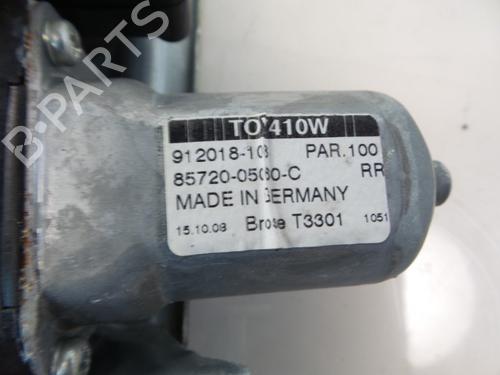 B-PARTS
TO 410W
912018-103 PAR.100
85720-05080-C RR
MADE IN GERMANY
15.10.08 Brose T3301 1051